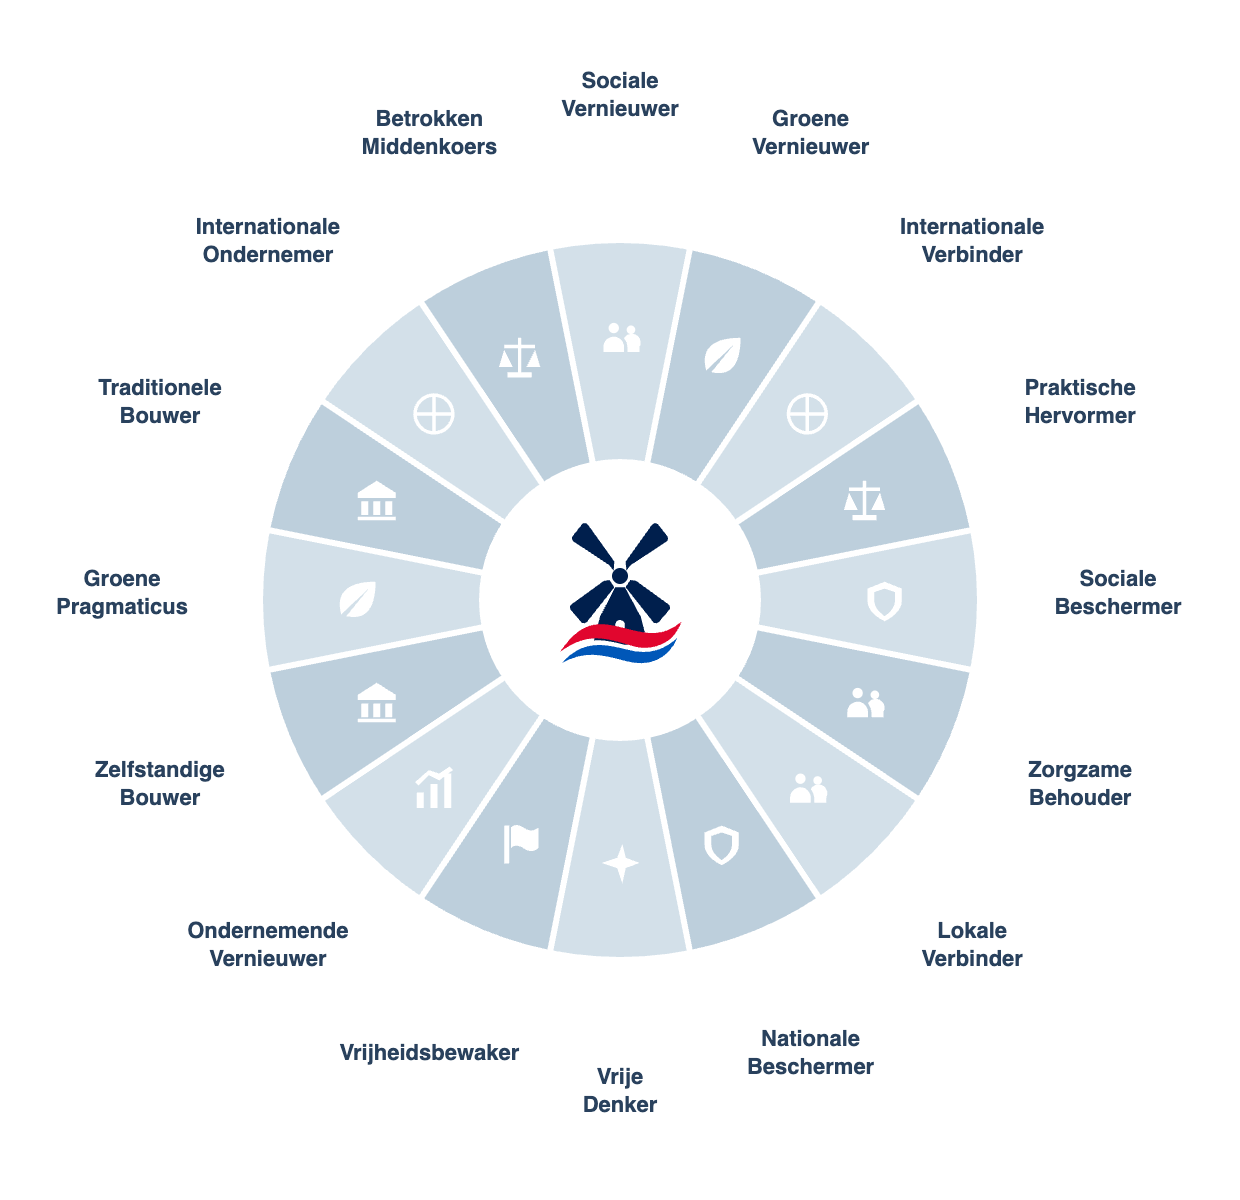 Sociale
Vernieuwer
Groene
Vernieuwer
Internationale
Verbinder
Praktische
Hervormer
Sociale
Beschermer
Zorgzame
Behouder
Lokale
Verbinder
Nationale
Beschermer
Vrije
Denker
Vrijheidsbewaker
Ondernemende
Vernieuwer
Zelfstandige
Bouwer
Groene
Pragmaticus
Traditionele
Bouwer
Internationale
Ondernemer
Betrokken
Middenkoers